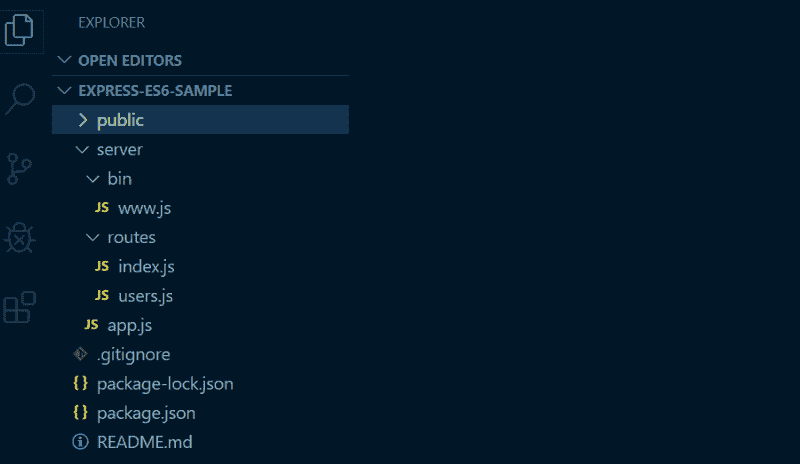 EXPLORER
OPEN EDITORS
EXPRESS-ES6-SAMPLE
public
server
bin
JS www.js
routes
JS index.js
JS users.js
JS app.js
.gitignore
{} package-lock.json
{} package.json
README.md